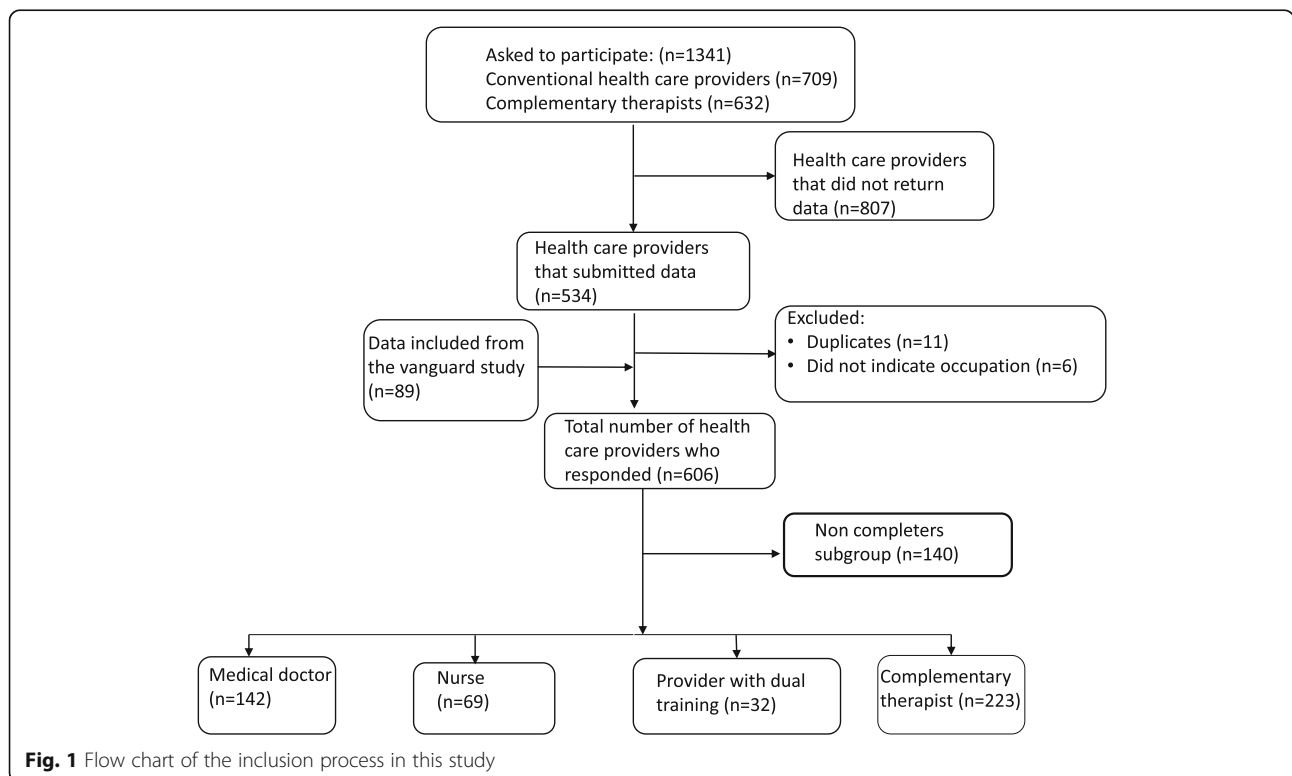 Asked to participate: (n=1341)
Conventional health care providers (n=709)
Complementary therapists (n=632)
Health care providers
that did not return
data (n=807)
Health care providers
that submitted data
(n=534)
Data included from
the vanguard study
(n=89)
Excluded:
• Duplicates (n=11)
• Did not indicate occupation (n=6)
Total number of health
care providers who
responded (n=606)
Non completers
subgroup (n=140)
Medical doctor
(n=142)
Nurse
(n=69)
Provider with dual
training (n=32)
Complementary
therapist (n=223)
Fig. 1 Flow chart of the inclusion process in this study